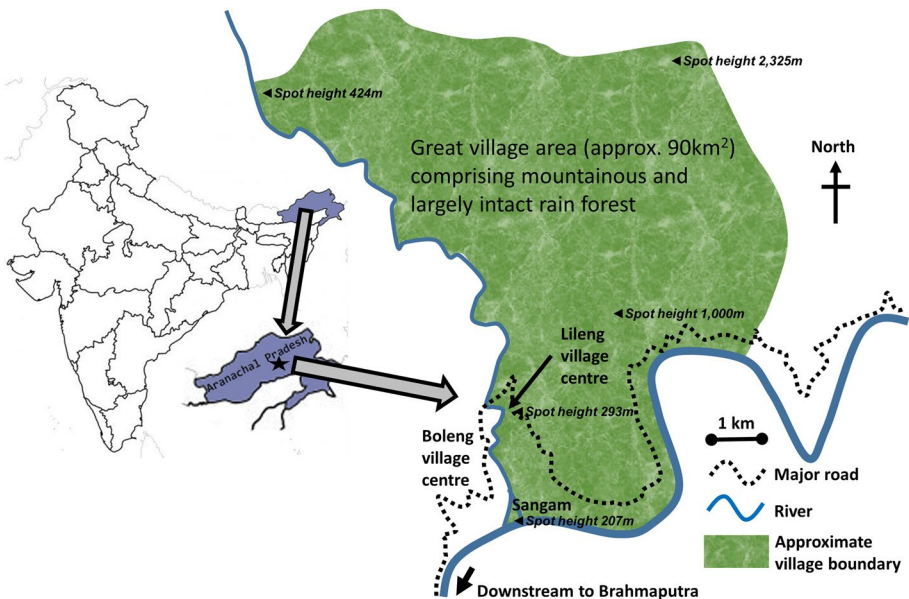 Spot height 2,325m
Spot height 424m
Great village area (approx. 90km²)
comprising mountainous and
largely intact rain forest
North
Spot height 1,000m
Lileng
village
centre
Aranachal Pradesh
Spot height 293m
Boleng
village
centre
1 km
Major road
Sangam
Spot height 207m
River
Approximate
village boundary
Downstream to Brahmaputra